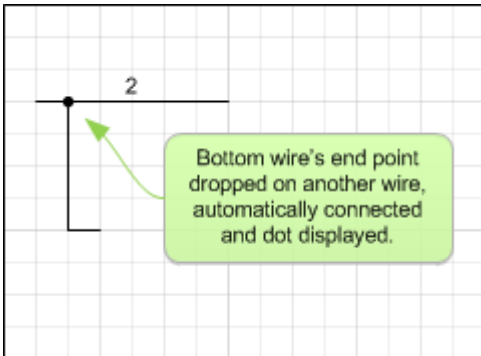 2
Bottom wire's end point
dropped on another wire,
automatically connected
and dot displayed.